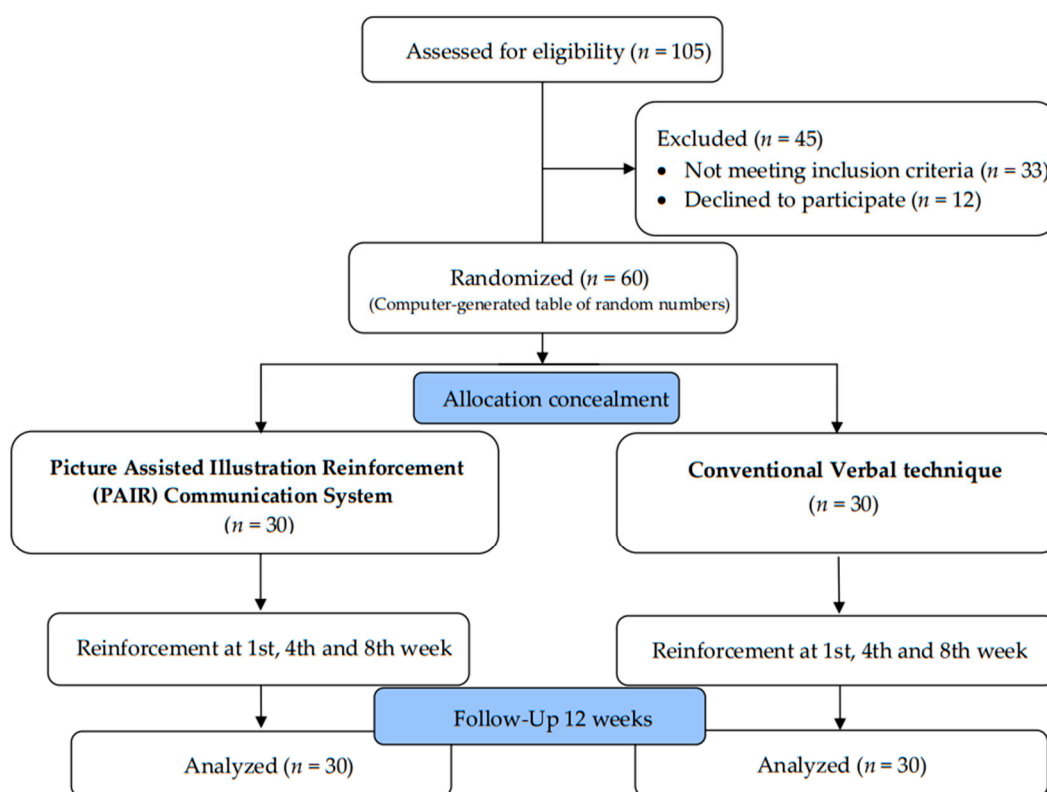 Assessed for eligibility (n = 105)
Excluded (n = 45)
• Not meeting inclusion criteria (n = 33)
• Declined to participate (n = 12)
Randomized (n = 60)
(Computer-generated table of random numbers)
Allocation concealment
Picture Assisted Illustration Reinforcement
(PAIR) Communication System
(n = 30)
Conventional Verbal technique
(n = 30)
Reinforcement at 1st, 4th and 8th week
Reinforcement at 1st, 4th and 8th week
Follow-Up 12 weeks
Analyzed (n = 30)
Analyzed (n = 30)